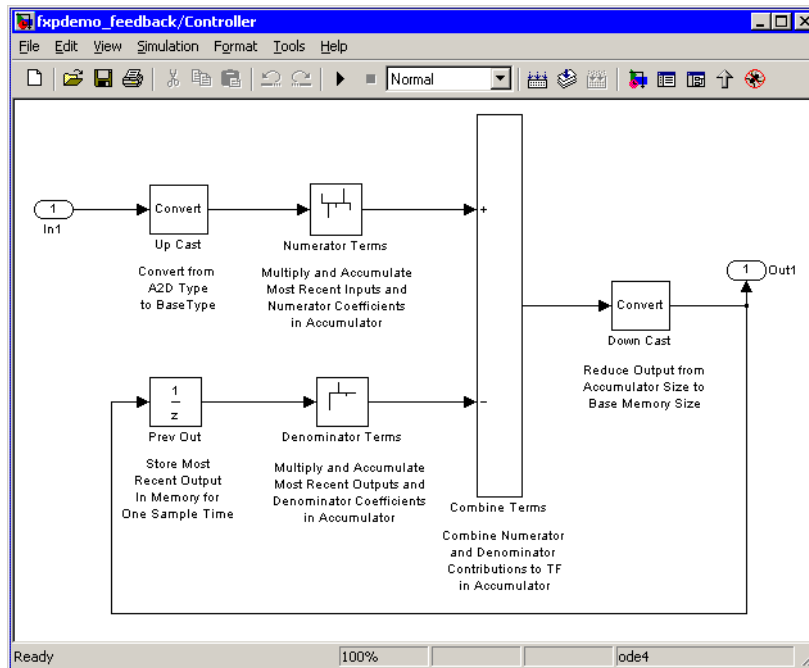 fxpdemo_feedback/Controller
File Edit View Simulation Format Tools Help
Normal
1
In1
Convert
Up Cast
Convert from
A2D Type
to BaseType
Numerator Terms
Multiply and Accumulate
Most Recent Inputs and
Numerator Coefficients
in Accumulator
+
1
Out1
Convert
Down Cast
Reduce Output from
Accumulator Size to
Base Memory Size
1
z
Prev Out
Store Most
Recent Output
In Memory for
One Sample Time
Denominator Terms
Multiply and Accumulate
Most Recent Outputs and
Denominator Coefficients
in Accumulator
−
Combine Terms
Combine Numerator
and Denominator
Contributions to TF
in Accumulator
Ready 100% ode4